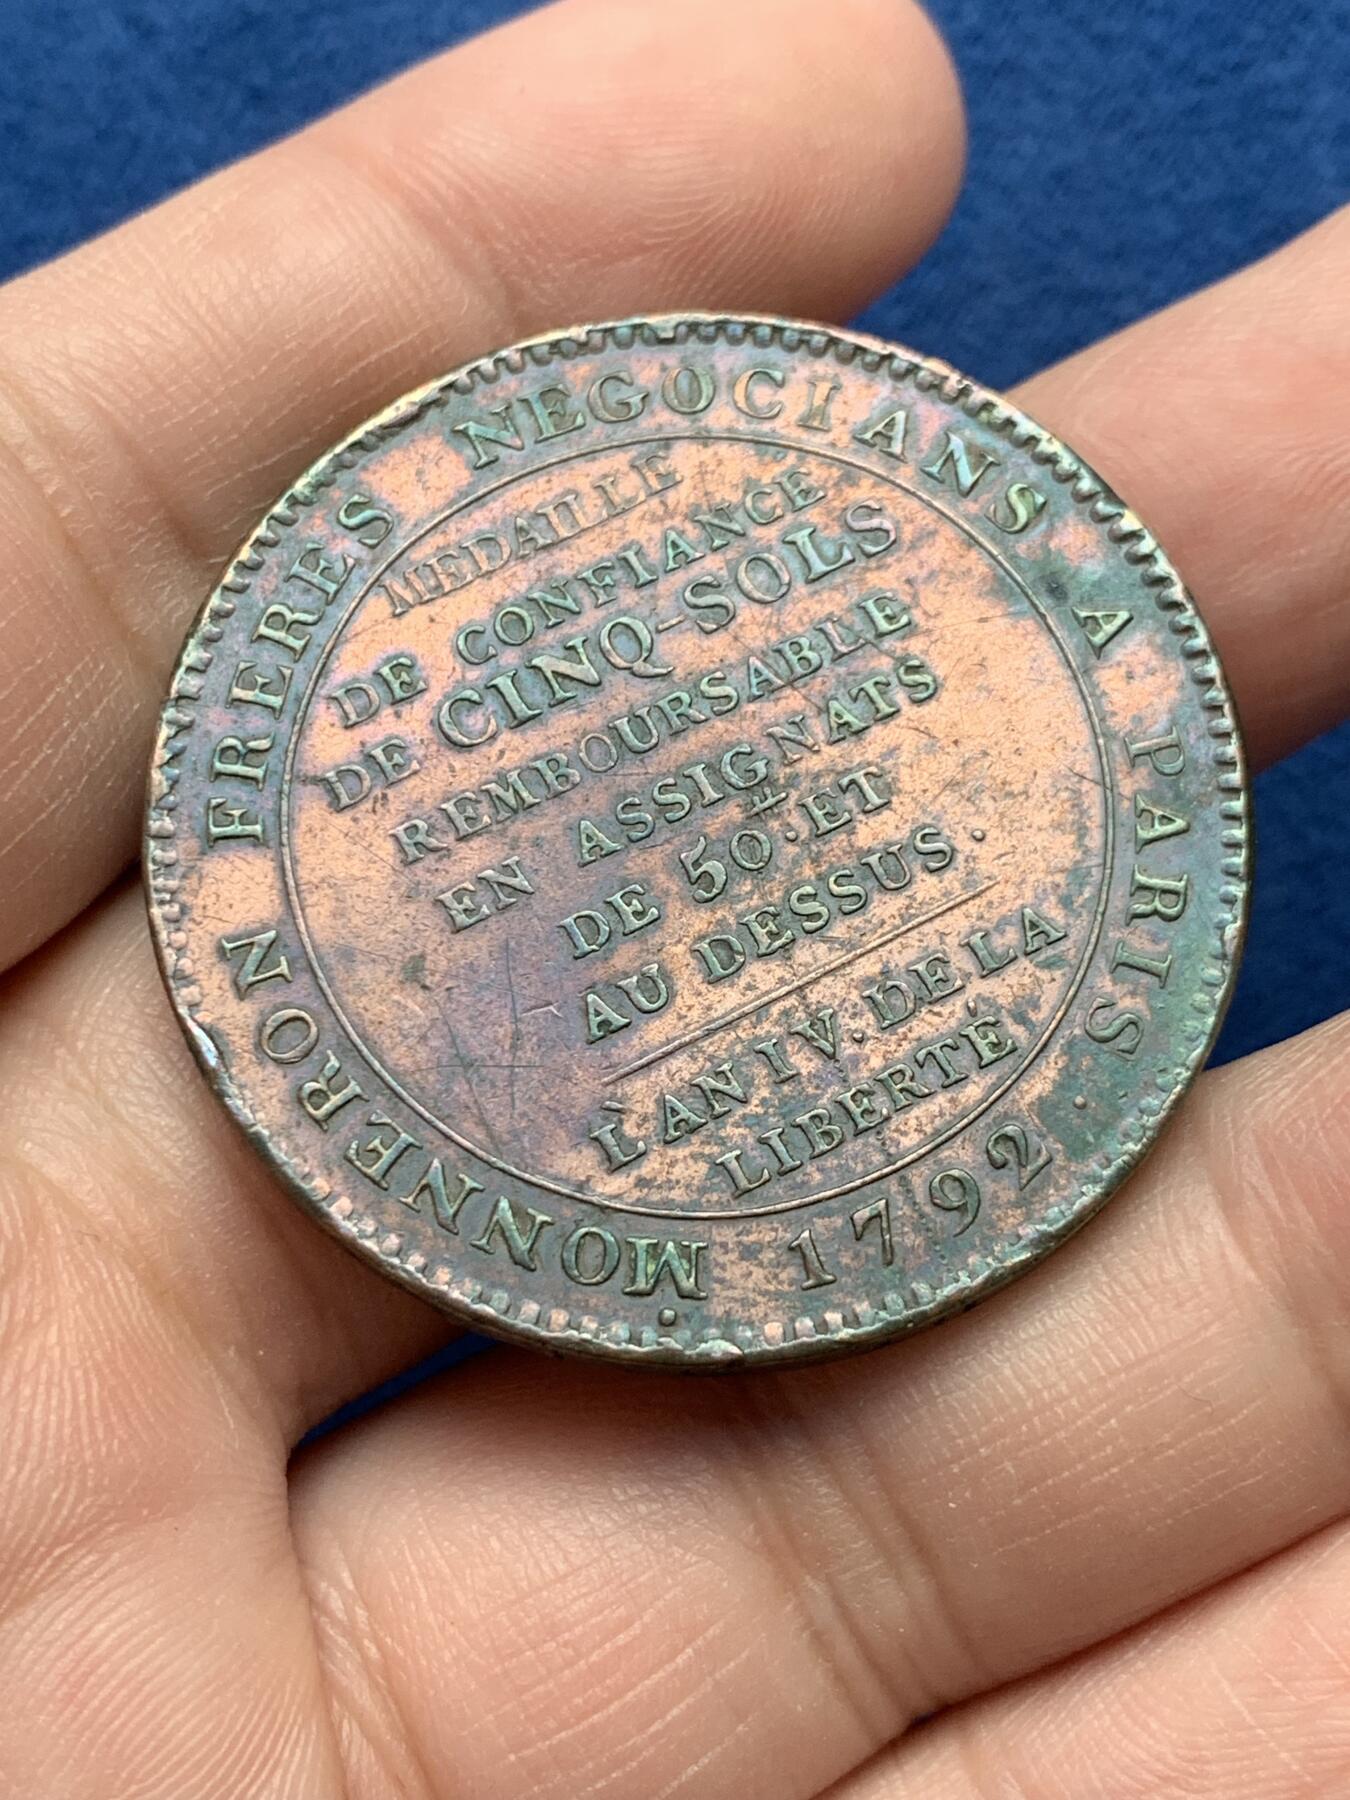 MONNERON FRERES NEGOCIANS A PARIS 1792
MEDAILLE
DE CONFIANCE
DE CINQ-SOLS
REMBOURSABLE
EN ASSIGNATS
DE 50.ᴸᴸ ET
AU DESSUS.
L'AN IV. DE LA
LIBERTÉ